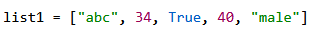 list1 = ["abc", 34, True, 40, "male"]